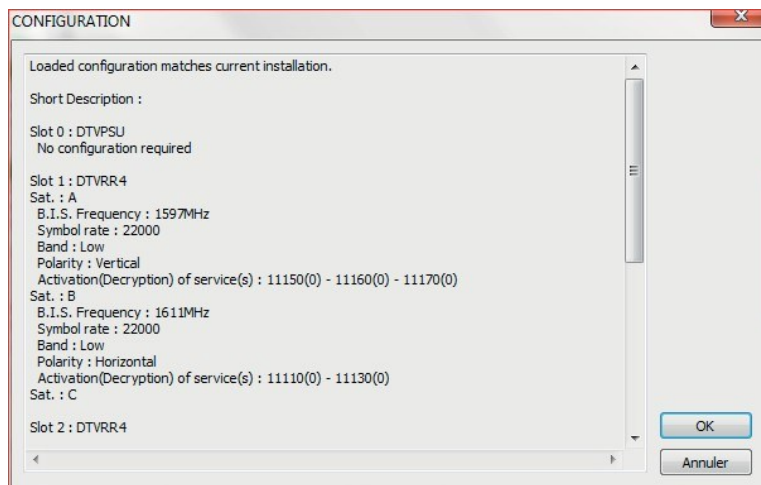 CONFIGURATION
Loaded configuration matches current installation.
Short Description :
Slot 0 : DTVPSU
No configuration required
Slot 1 : DTVRR4
Sat. : A
B.I.S. Frequency : 1597MHz
Symbol rate : 22000
Band : Low
Polarity : Vertical
Activation(Decryption) of service(s) : 11150(0) - 11160(0) - 11170(0)
Sat. : B
B.I.S. Frequency : 1611MHz
Symbol rate : 22000
Band : Low
Polarity : Horizontal
Activation(Decryption) of service(s) : 11110(0) - 11130(0)
Sat. : C
Slot 2 : DTVRR4
OK
Annuler